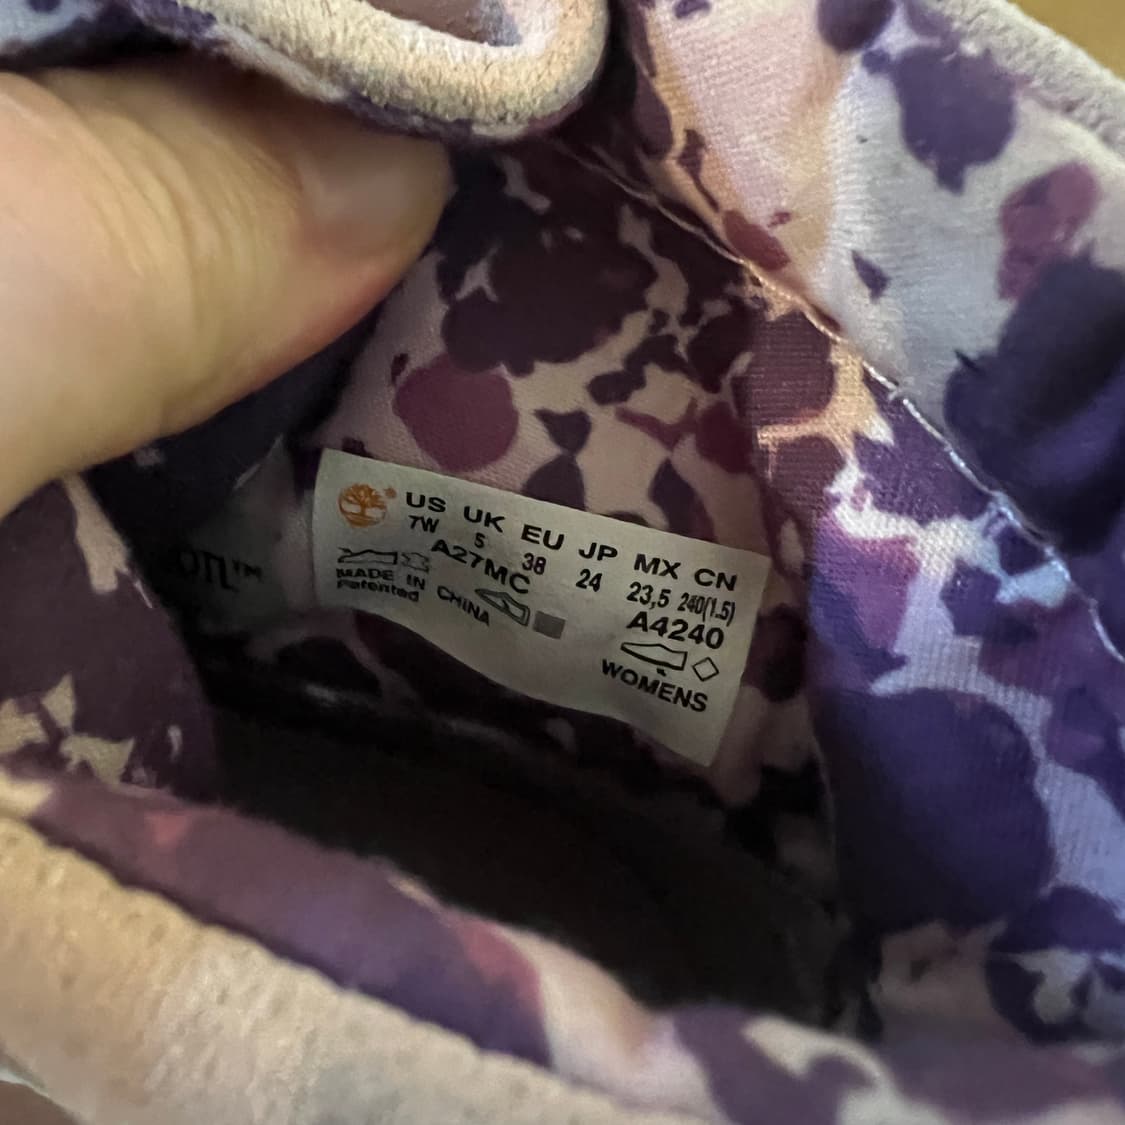 US UK EU JP MX CN
7W 5 38 24 23,5 240(1.5)
A27MC A4240
MADE IN CHINA
Patented
WOMENS